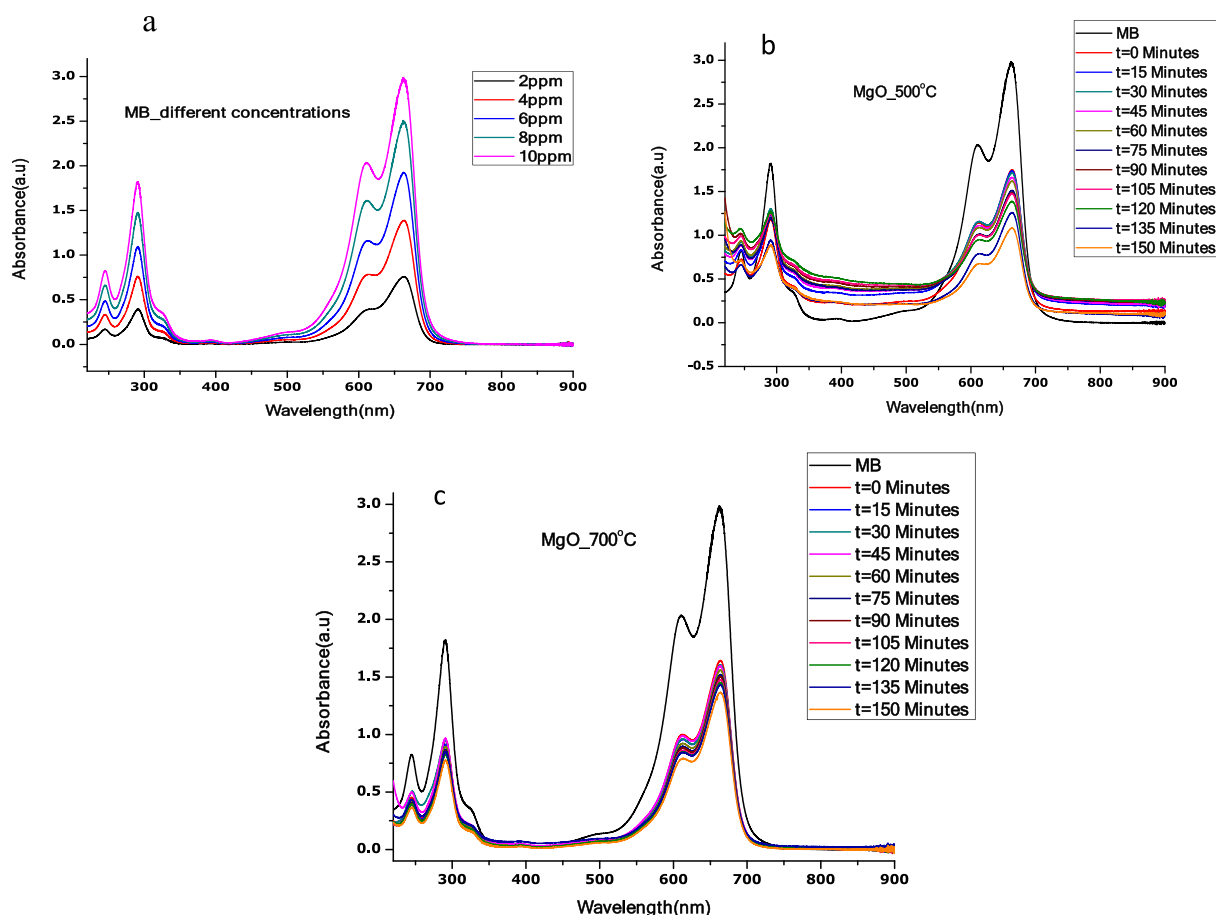 a
MB_different concentrations
2ppm
4ppm
6ppm
8ppm
10ppm
Absorbance(a.u)
3.0
2.5
2.0
1.5
1.0
0.5
0.0
300
400
500
600
700
800
900
Wavelength(nm)
b
MgO_500°C
MB
t=0 Minutes
t=15 Minutes
t=30 Minutes
t=45 Minutes
t=60 Minutes
t=75 Minutes
t=90 Minutes
t=105 Minutes
t=120 Minutes
t=135 Minutes
t=150 Minutes
Absorbance(a.u)
3.0
2.5
2.0
1.5
1.0
0.5
0.0
-0.5
300
400
500
600
700
800
900
Wavelength(nm)
c
MgO_700°C
MB
t=0 Minutes
t=15 Minutes
t=30 Minutes
t=45 Minutes
t=60 Minutes
t=75 Minutes
t=90 Minutes
t=105 Minutes
t=120 Minutes
t=135 Minutes
t=150 Minutes
Absorbance(a.u)
3.0
2.5
2.0
1.5
1.0
0.5
0.0
300
400
500
600
700
800
900
Wavelength(nm)